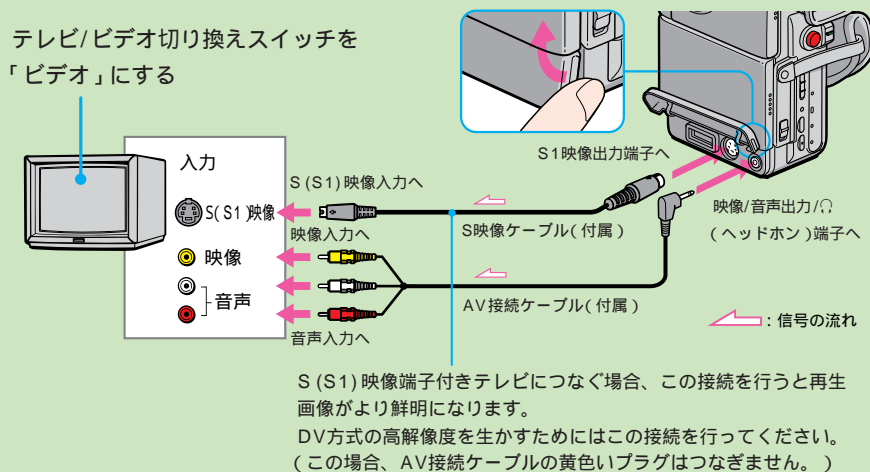 テレビ/ビデオ切り換えスイッチを
「ビデオ」にする
入力
S(S1)映像
映像
音声
S(S1)映像入力へ
映像入力へ
音声入力へ
S1映像出力端子へ
映像/音声出力/🎧
(ヘッドホン)端子へ
S映像ケーブル(付属)
AV接続ケーブル(付属)
:信号の流れ
S(S1)映像端子付きテレビにつなぐ場合、この接続を行うと再生
画像がより鮮明になります。
DV方式の高解像度を生かすためにはこの接続を行ってください。
(この場合、AV接続ケーブルの黄色いプラグはつなぎません。)